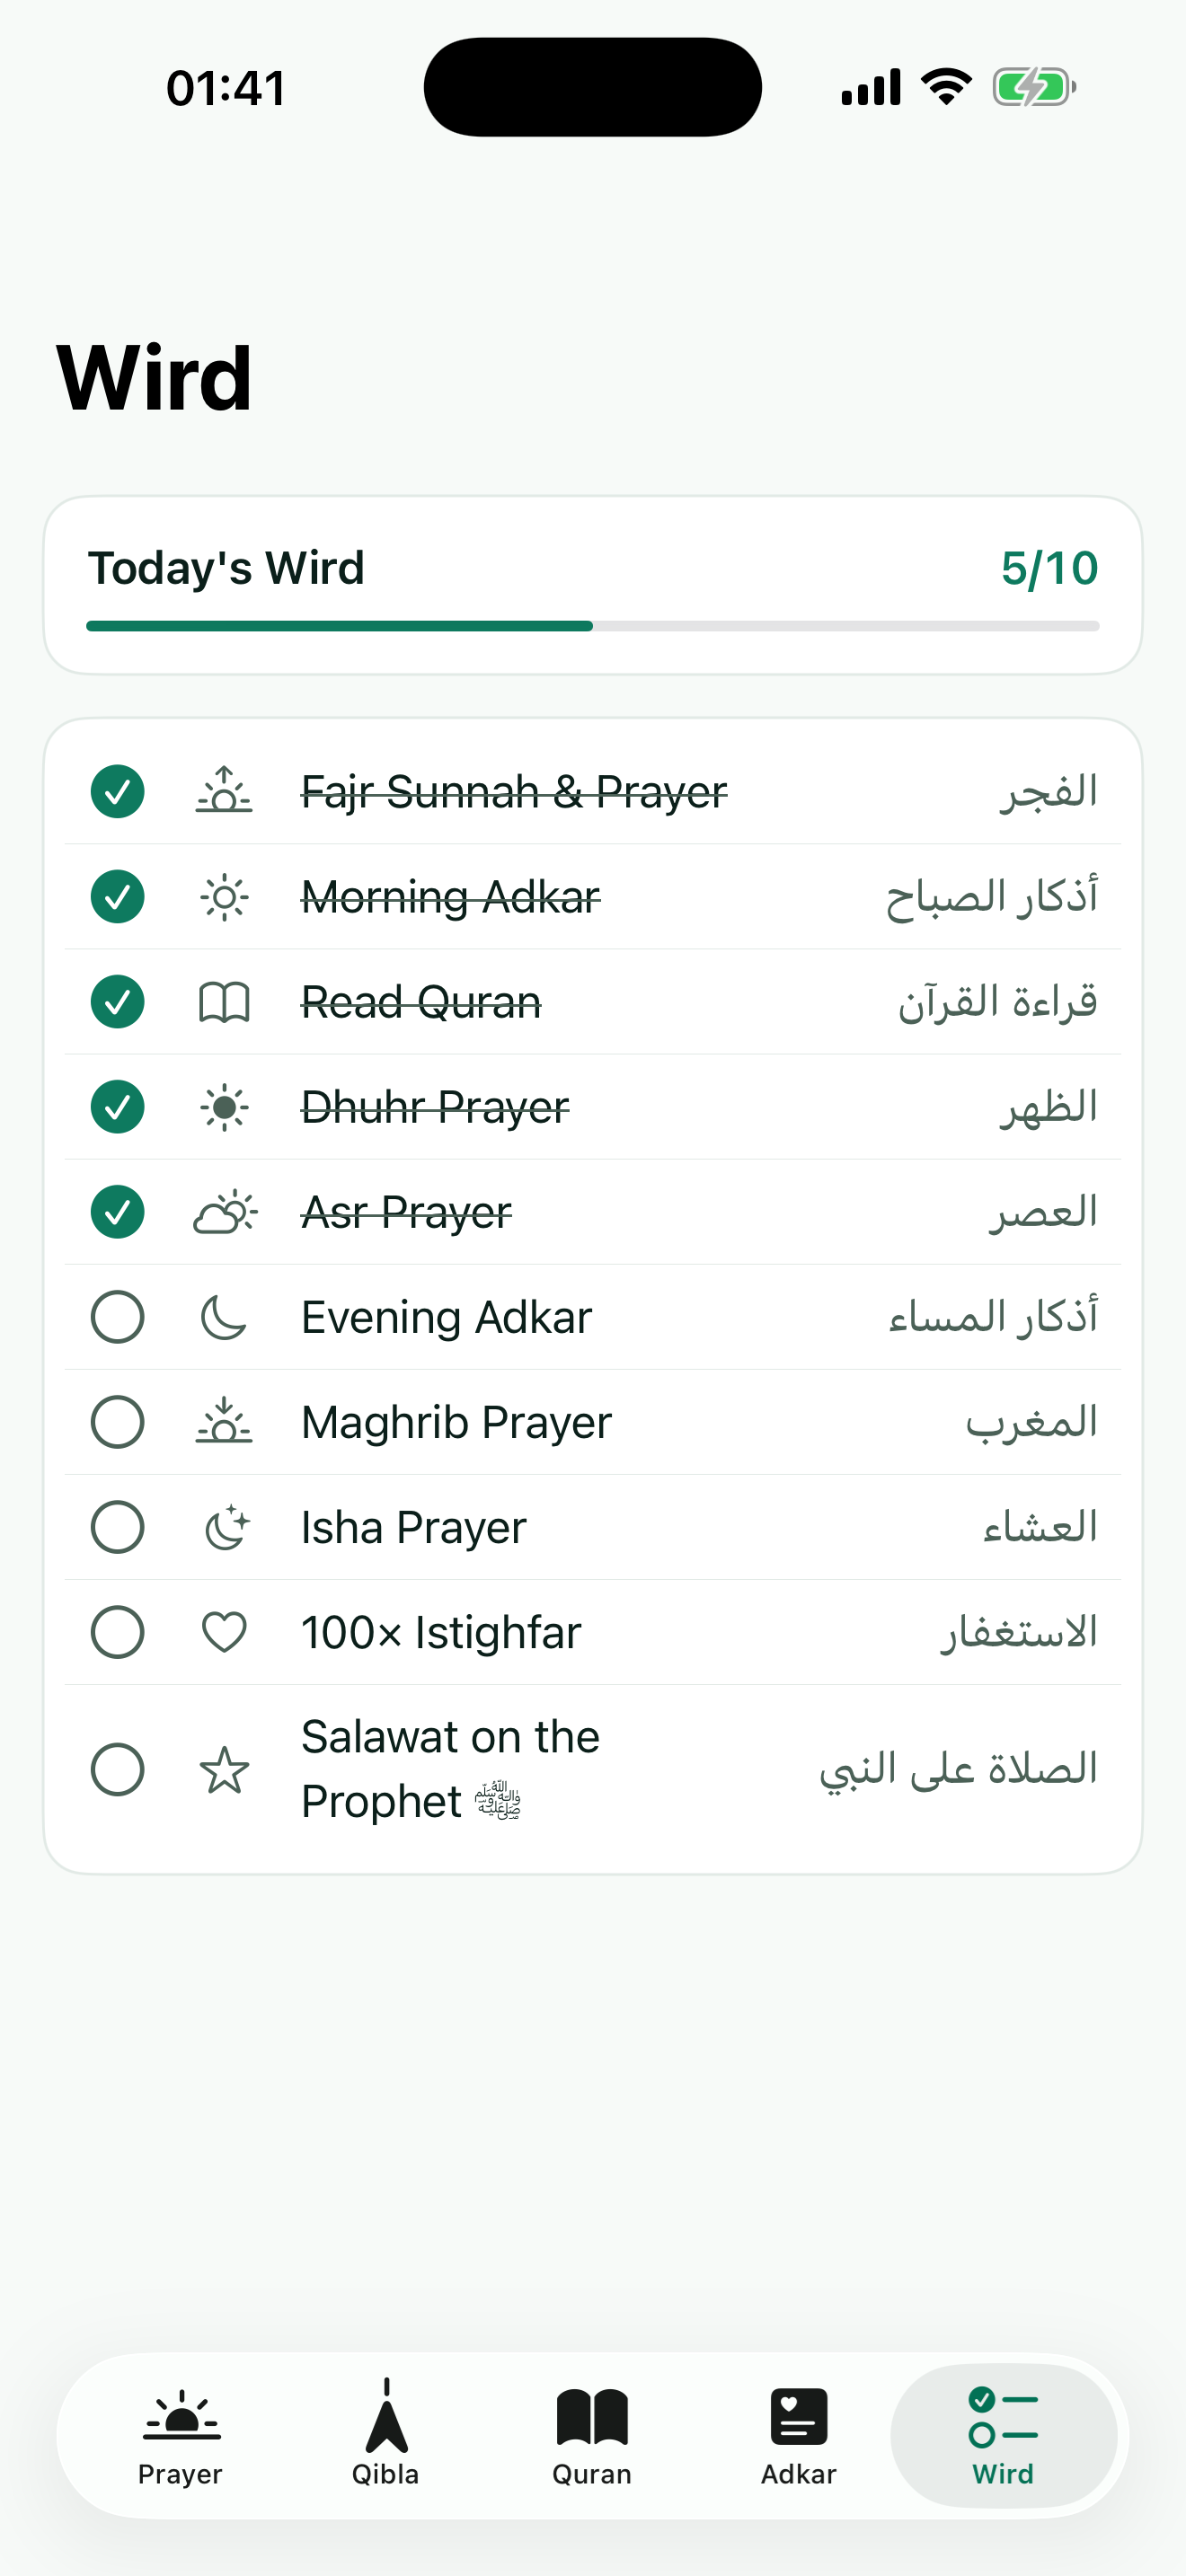 01:41
Wird
Today's Wird 5/10
Fajr Sunnah & Prayer الفجر
Morning Adkar أذكار الصباح
Read Quran قراءة القرآن
Dhuhr Prayer الظهر
Asr Prayer العصر
Evening Adkar أذكار المساء
Maghrib Prayer المغرب
Isha Prayer العشاء
100× Istighfar الاستغفار
Salawat on the
Prophet ﷺ الصلاة على النبي
Prayer Qibla Quran Adkar Wird